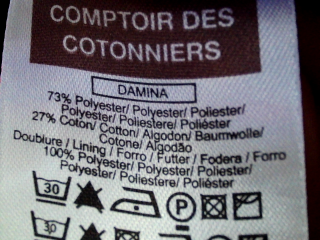 COMPTOIR DES
COTONNIERS
DAMINA
73% Polyester/ Polyester/ Poliester/
Polyester/ Poliestere/ Poliéster
27% Coton/ Cotton/ Algodon/ Baumwolle/
Cotone/ Algodão
Doublure / Lining / Forro / Futter / Fodera / Forro
100% Polyester/ Polyester/ Poliester/
Polyester/ Poliestere/ Poliéster
30 P
30